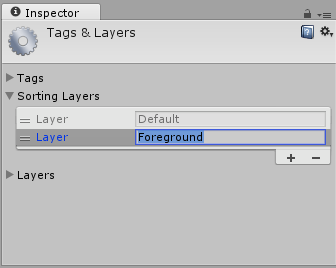 Inspector
Tags & Layers
Tags
Sorting Layers
Layer Default
Layer Foreground
Layers